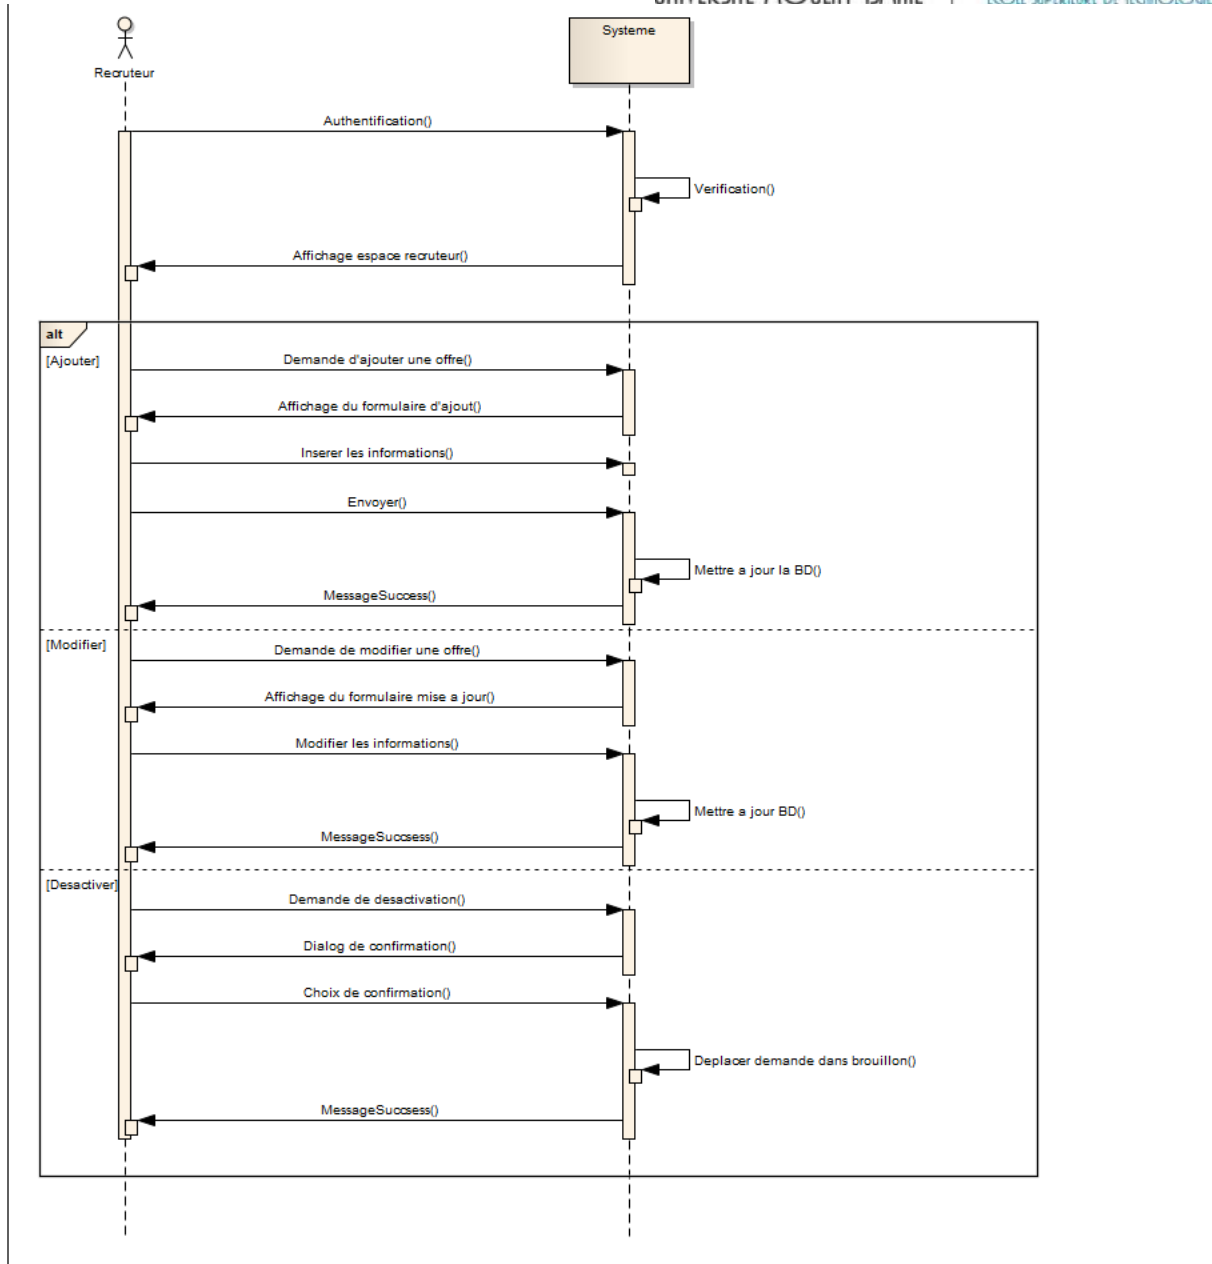 Recruteur
Systeme
Authentification()
Verification()
Affichage espace recruteur()
alt
[Ajouter]
Demande d'ajouter une offre()
Affichage du formulaire d'ajout()
Inserer les informations()
Envoyer()
Mettre a jour la BD()
MessageSuccess()
[Modifier]
Demande de modifier une offre()
Affichage du formulaire mise a jour()
Modifier les informations()
Mettre a jour BD()
MessageSucsess()
[Desactiver]
Demande de desactivation()
Dialog de confirmation()
Choix de confirmation()
Deplacer demande dans brouillon()
MessageSucsess()